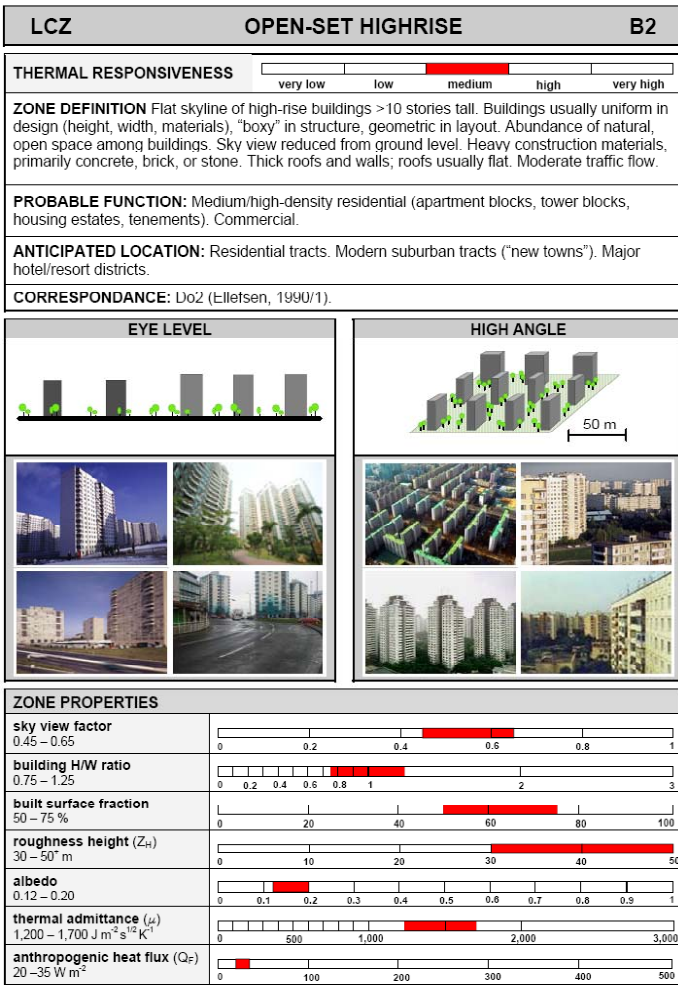 LCZ OPEN-SET HIGHRISE B2
THERMAL RESPONSIVENESS
very low low medium high very high
ZONE DEFINITION Flat skyline of high-rise buildings >10 stories tall. Buildings usually uniform in
design (height, width, materials), “boxy” in structure, geometric in layout. Abundance of natural,
open space among buildings. Sky view reduced from ground level. Heavy construction materials,
primarily concrete, brick, or stone. Thick roofs and walls; roofs usually flat. Moderate traffic flow.
PROBABLE FUNCTION: Medium/high-density residential (apartment blocks, tower blocks,
housing estates, tenements). Commercial.
ANTICIPATED LOCATION: Residential tracts. Modern suburban tracts (“new towns”). Major
hotel/resort districts.
CORRESPONDANCE: Do2 (Ellefsen, 1990/1).
EYE LEVEL
HIGH ANGLE
50 m
ZONE PROPERTIES
sky view factor
0.45 – 0.65
0 0.2 0.4 0.6 0.8 1
building H/W ratio
0.75 – 1.25
0 0.2 0.4 0.6 0.8 1 2 3
built surface fraction
50 – 75 %
0 20 40 60 80 100
roughness height (ZH)
30 – 50+ m
0 10 20 30 40 50
albedo
0.12 – 0.20
0 0.1 0.2 0.3 0.4 0.5 0.6 0.7 0.8 0.9 1
thermal admittance (μ)
1,200 – 1,700 J m-2 s1/2 K-1
0 500 1,000 2,000 3,000
anthropogenic heat flux (QF)
20 –35 W m-2
0 100 200 300 400 500